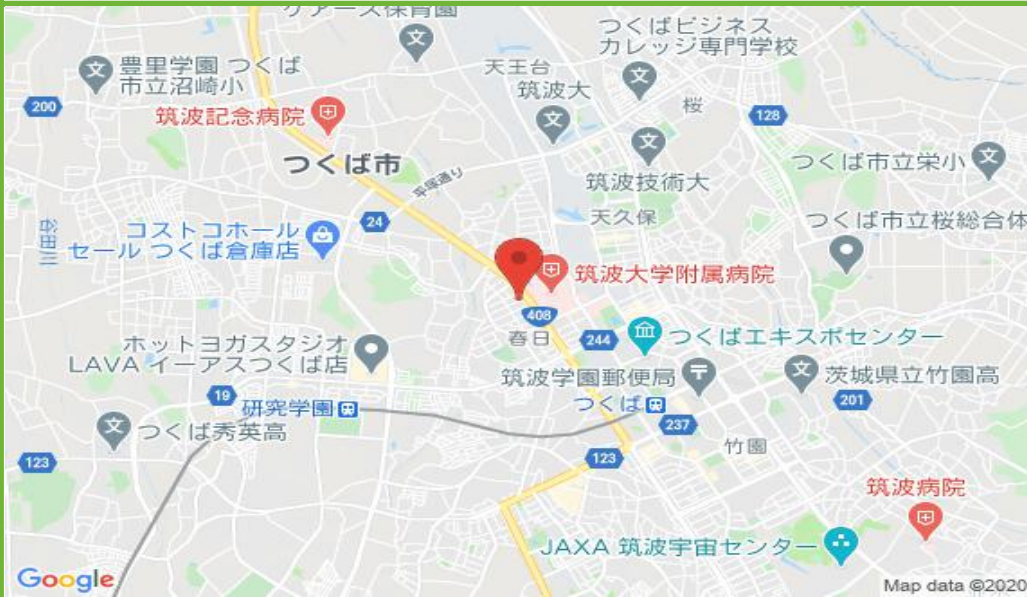 ケアーズ保育園
つくばビジネス
カレッジ専門学校
豊里学園 つくば
市立沼崎小
天王台
筑波大
桜
200
筑波記念病院
128
つくば市
平塚通り
筑波技術大
つくば市立栄小
天久保
谷田川
コストコホール
セール つくば倉庫店
24
つくば市立桜総合体
筑波大学附属病院
408
春日
244
つくばエキスポセンター
ホットヨガスタジオ
LAVA イーアスつくば店
筑波学園郵便局
茨城県立竹園高
19
研究学園
つくば
201
237
つくば秀英高
竹園
123
123
筑波病院
JAXA 筑波宇宙センター
Google
Map data ©2020